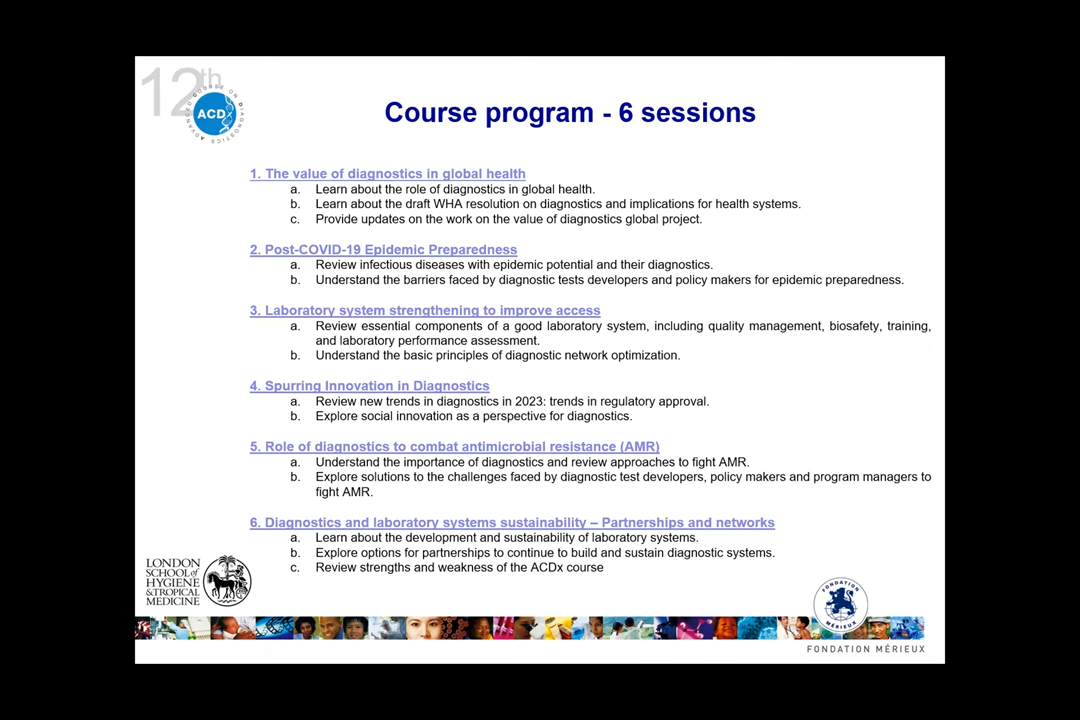 12th
ADVANCED COURSE ON DIAGNOSTICS
ACDx
Course program - 6 sessions
1. The value of diagnostics in global health
a. Learn about the role of diagnostics in global health.
b. Learn about the draft WHA resolution on diagnostics and implications for health systems.
c. Provide updates on the work on the value of diagnostics global project.
2. Post-COVID-19 Epidemic Preparedness
a. Review infectious diseases with epidemic potential and their diagnostics.
b. Understand the barriers faced by diagnostic tests developers and policy makers for epidemic preparedness.
3. Laboratory system strengthening to improve access
a. Review essential components of a good laboratory system, including quality management, biosafety, training,
and laboratory performance assessment.
b. Understand the basic principles of diagnostic network optimization.
4. Spurring Innovation in Diagnostics
a. Review new trends in diagnostics in 2023: trends in regulatory approval.
b. Explore social innovation as a perspective for diagnostics.
5. Role of diagnostics to combat antimicrobial resistance (AMR)
a. Understand the importance of diagnostics and review approaches to fight AMR.
b. Explore solutions to the challenges faced by diagnostic test developers, policy makers and program managers to
fight AMR.
6. Diagnostics and laboratory systems sustainability – Partnerships and networks
a. Learn about the development and sustainability of laboratory systems.
b. Explore options for partnerships to continue to build and sustain diagnostic systems.
c. Review strengths and weakness of the ACDx course
LONDON
SCHOOL of
HYGIENE
& TROPICAL
MEDICINE
FONDATION
MÉRIEUX
FONDATION MÉRIEUX